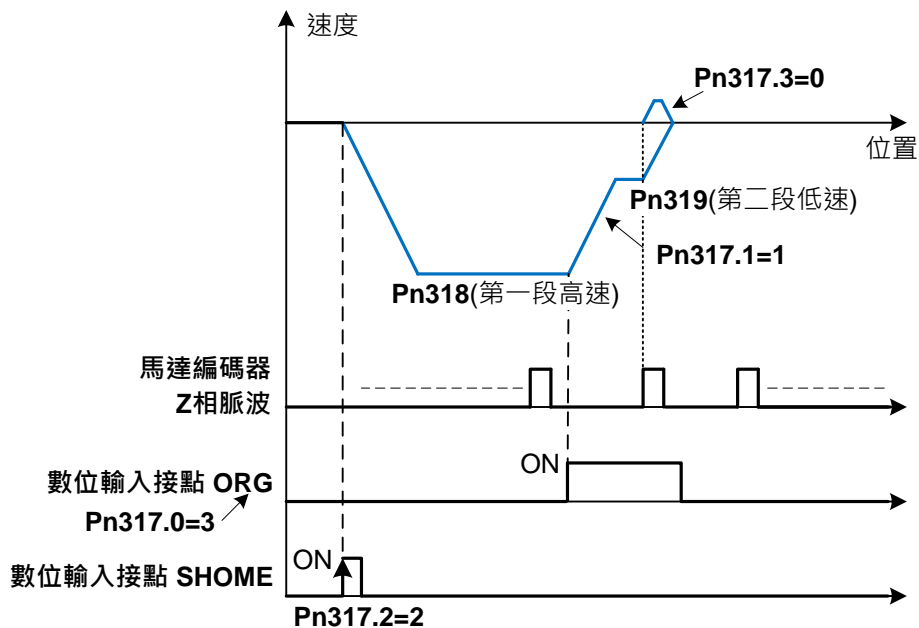 速度
Pn317.3=0
位置
Pn319(第二段低速)
Pn317.1=1
Pn318(第一段高速)
馬達編碼器
Z相脈波
ON
數位輸入接點 ORG
Pn317.0=3
ON
數位輸入接點 SHOME
Pn317.2=2